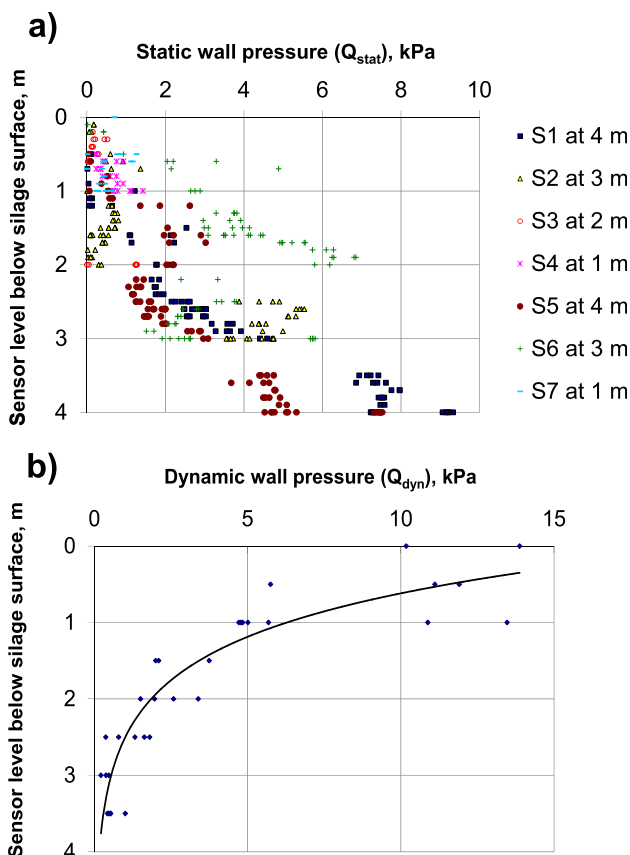 a)
Static wall pressure (Qstat), kPa
0 2 4 6 8 10
Sensor level below silage surface, m
0
1
2
3
4
S1 at 4 m
S2 at 3 m
S3 at 2 m
S4 at 1 m
S5 at 4 m
S6 at 3 m
S7 at 1 m
b)
Dynamic wall pressure (Qdyn), kPa
0 5 10 15
Sensor level below silage surface, m
0
1
2
3
4